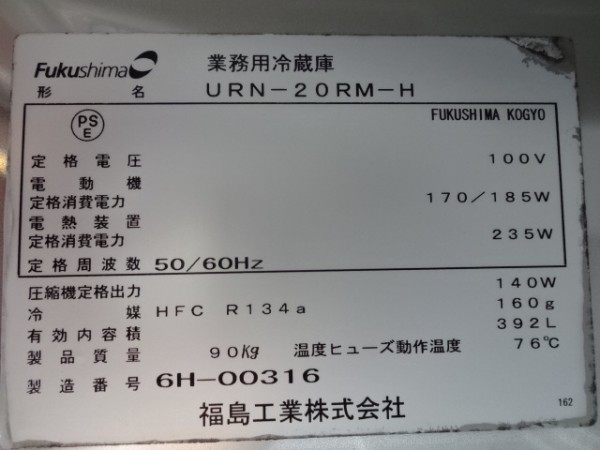 Fukushima 業務用冷蔵庫
形名 URN-20RM-H
PS E FUKUSHIMA KOGYO
定格電圧 100V
電動機
定格消費電力 170/185W
電熱装置
定格消費電力 235W
定格周波数 50/60Hz
圧縮機定格出力 140W
冷媒 HFC R134a 160g
有効内容積 392L
製品質量 90Kg 温度ヒューズ動作温度 76℃
製造番号 6H-00316
福島工業株式会社 162